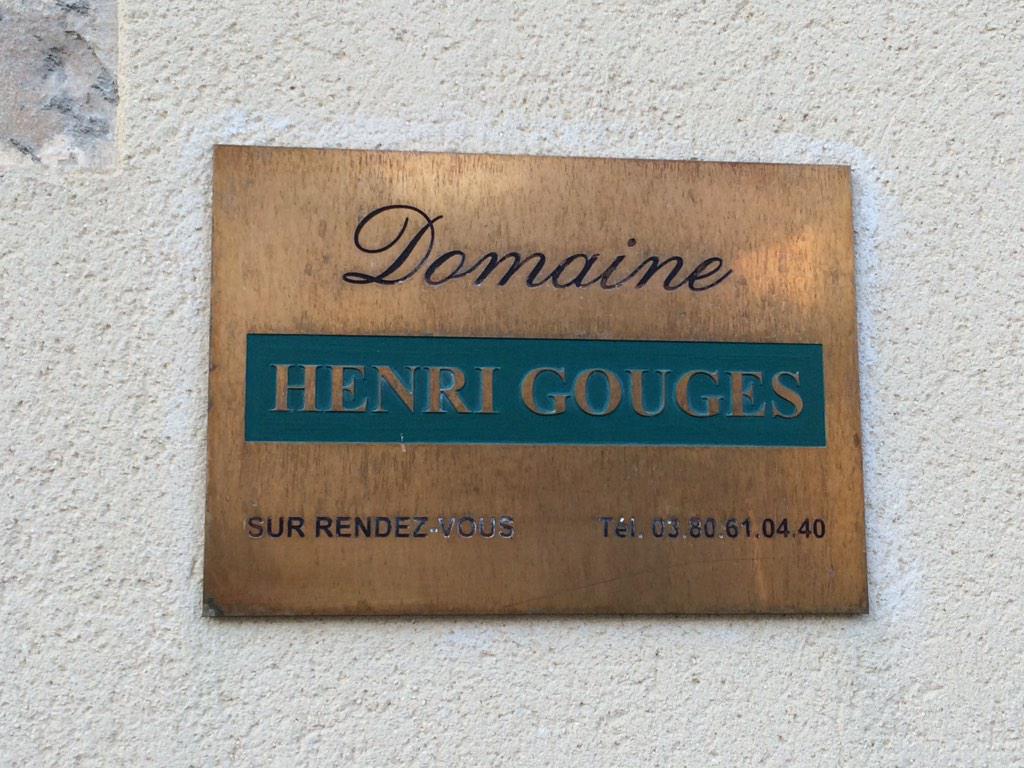 Domaine
HENRI GOUGES
SUR RENDEZ-VOUS Tél. 03.80.61.04.40